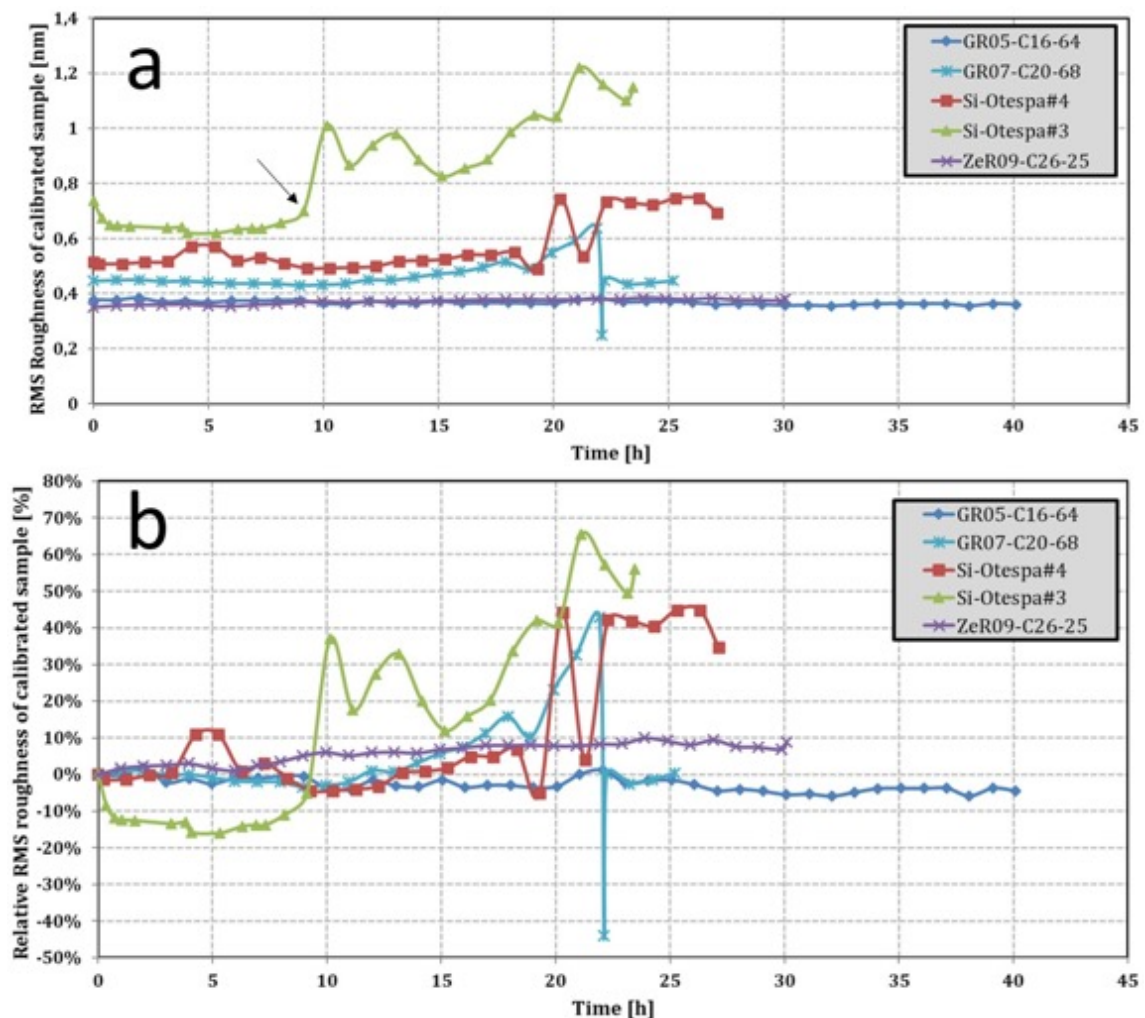 a
RMS Roughness of calibrated sample [nm]
1,4
1,2
1
0,8
0,6
0,4
0,2
0
0 5 10 15 20 25 30 35 40 45
Time [h]
GR05-C16-64
GR07-C20-68
Si-Otespa#4
Si-Otespa#3
ZeR09-C26-25
b
Relative RMS roughness of calibrated sample [%]
80%
70%
60%
50%
40%
30%
20%
10%
0%
-10%
-20%
-30%
-40%
-50%
0 5 10 15 20 25 30 35 40 45
Time [h]
GR05-C16-64
GR07-C20-68
Si-Otespa#4
Si-Otespa#3
ZeR09-C26-25